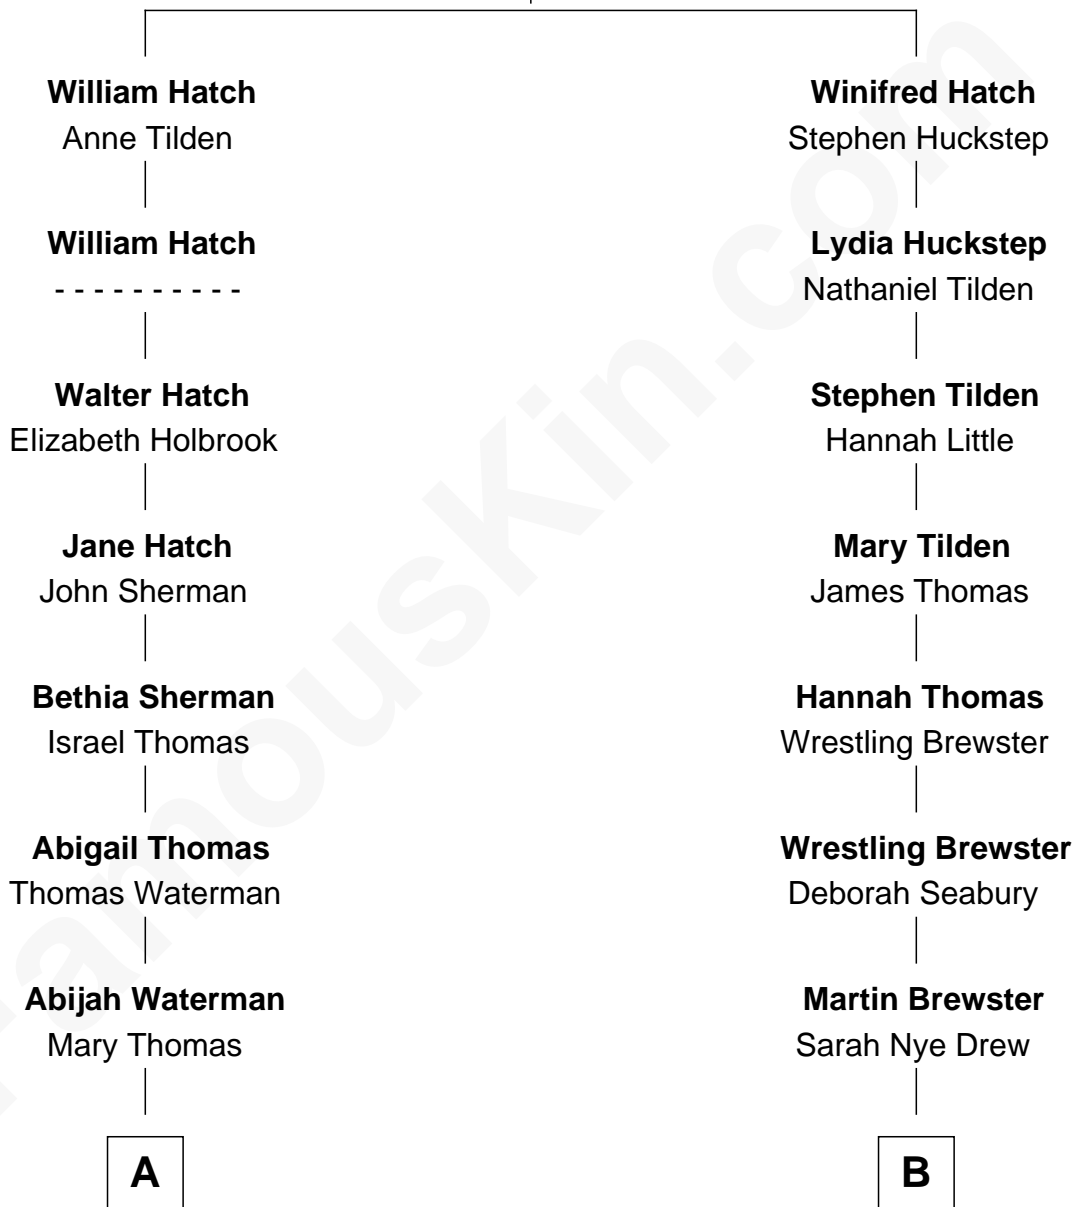 William Hatch
Anne Tilden
William Hatch
- - - - - - - - - -
Walter Hatch
Elizabeth Holbrook
Jane Hatch
John Sherman
Bethia Sherman
Israel Thomas
Abigail Thomas
Thomas Waterman
Abijah Waterman
Mary Thomas
A
Winifred Hatch
Stephen Huckstep
Lydia Huckstep
Nathaniel Tilden
Stephen Tilden
Hannah Little
Mary Tilden
James Thomas
Hannah Thomas
Wrestling Brewster
Wrestling Brewster
Deborah Seabury
Martin Brewster
Sarah Nye Drew
B
FamousKin.com